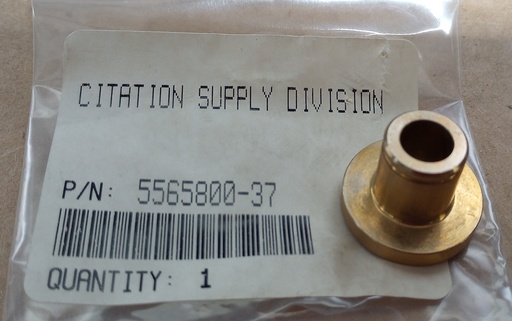 CITATION SUPPLY DIVISION
P/N: 5565800-37
QUANTITY: 1